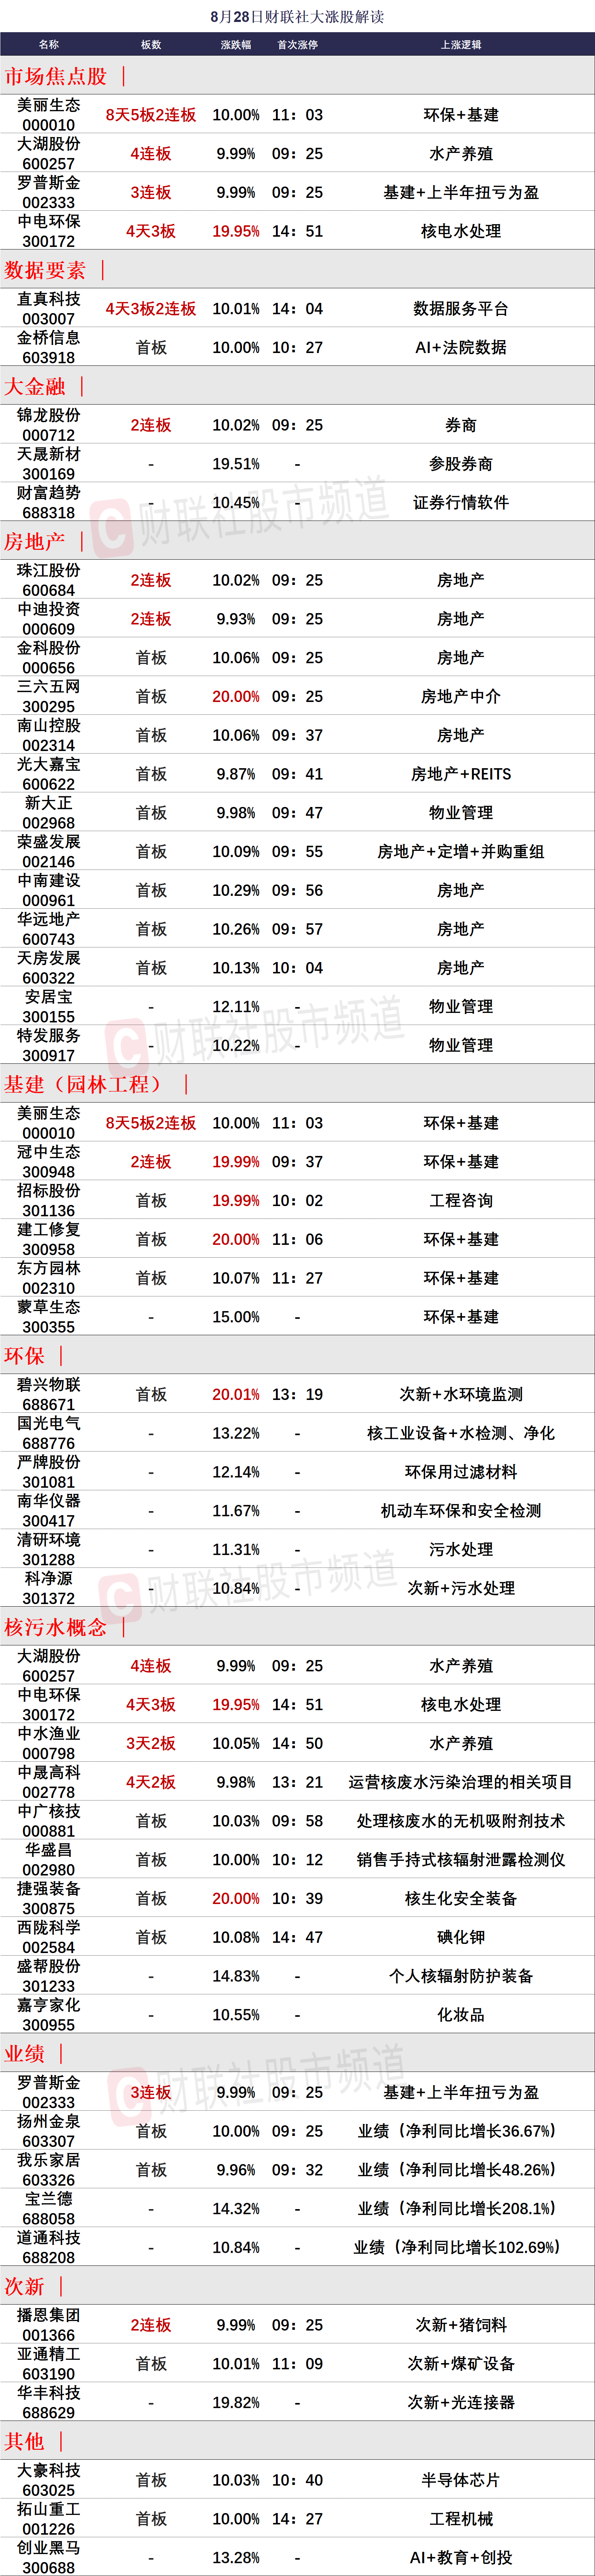 8月28日财联社大涨股解读
名称 板数 涨跌幅 首次涨停 上涨逻辑
市场焦点股 |
美丽生态
000010 8天5板2连板 10.00% 11：03 环保+基建
大湖股份
600257 4连板 9.99% 09：25 水产养殖
罗普斯金
002333 3连板 9.99% 09：25 基建+上半年扭亏为盈
中电环保
300172 4天3板 19.95% 14：51 核电水处理
数据要素 |
直真科技
003007 4天3板2连板 10.01% 14：04 数据服务平台
金桥信息
603918 首板 10.00% 10：27 AI+法院数据
大金融 |
锦龙股份
000712 2连板 10.02% 09：25 券商
天晟新材
300169 - 19.51% - 参股券商
财富趋势
688318 - 10.45% - 证券行情软件
财联社股市频道
房地产 |
珠江股份
600684 2连板 10.02% 09：25 房地产
中迪投资
000609 2连板 9.93% 09：25 房地产
金科股份
000656 首板 10.06% 09：25 房地产
三六五网
300295 首板 20.00% 09：25 房地产中介
南山控股
002314 首板 10.06% 09：37 房地产
光大嘉宝
600622 首板 9.87% 09：41 房地产+REITS
新大正
002968 首板 9.98% 09：47 物业管理
荣盛发展
002146 首板 10.09% 09：55 房地产+定增+并购重组
中南建设
000961 首板 10.29% 09：56 房地产
华远地产
600743 首板 10.26% 09：57 房地产
天房发展
600322 首板 10.13% 10：04 房地产
安居宝
300155 - 12.11% - 物业管理
特发服务
300917 - 10.22% - 物业管理
财联社股市频道
基建（园林工程） |
美丽生态
000010 8天5板2连板 10.00% 11：03 环保+基建
冠中生态
300948 2连板 19.99% 09：37 环保+基建
招标股份
301136 首板 19.99% 10：02 工程咨询
建工修复
300958 首板 20.00% 11：06 环保+基建
东方园林
002310 首板 10.07% 11：27 环保+基建
蒙草生态
300355 - 15.00% - 环保+基建
环保 |
碧兴物联
688671 首板 20.01% 13：19 次新+水环境监测
国光电气
688776 - 13.22% - 核工业设备+水检测、净化
严牌股份
301081 - 12.14% - 环保用过滤材料
南华仪器
300417 - 11.67% - 机动车环保和安全检测
清研环境
301288 - 11.31% - 污水处理
科净源
301372 - 10.84% - 次新+污水处理
财联社股市频道
核污水概念 |
大湖股份
600257 4连板 9.99% 09：25 水产养殖
中电环保
300172 4天3板 19.95% 14：51 核电水处理
中水渔业
000798 3天2板 10.05% 14：50 水产养殖
中晟高科
002778 4天2板 9.98% 13：21 运营核废水污染治理的相关项目
中广核技
000881 首板 10.03% 09：58 处理核废水的无机吸附剂技术
华盛昌
002980 首板 10.00% 10：12 销售手持式核辐射泄露检测仪
捷强装备
300875 首板 20.00% 10：39 核生化安全装备
西陇科学
002584 首板 10.08% 14：47 碘化钾
盛帮股份
301233 - 14.83% - 个人核辐射防护装备
嘉亨家化
300955 - 10.55% - 化妆品
业绩 |
财联社股市频道
罗普斯金
002333 3连板 9.99% 09：25 基建+上半年扭亏为盈
扬州金泉
603307 首板 10.00% 09：25 业绩（净利同比增长36.67%）
我乐家居
603326 首板 9.96% 09：32 业绩（净利同比增长48.26%）
宝兰德
688058 - 14.32% - 业绩（净利同比增长208.1%）
道通科技
688208 - 10.84% - 业绩（净利同比增长102.69%）
次新 |
播恩集团
001366 2连板 9.99% 09：25 次新+猪饲料
亚通精工
603190 首板 10.01% 11：09 次新+煤矿设备
华丰科技
688629 - 19.82% - 次新+光连接器
其他 |
大豪科技
603025 首板 10.03% 10：40 半导体芯片
拓山重工
001226 首板 10.00% 14：27 工程机械
创业黑马
300688 - 13.28% - AI+教育+创投